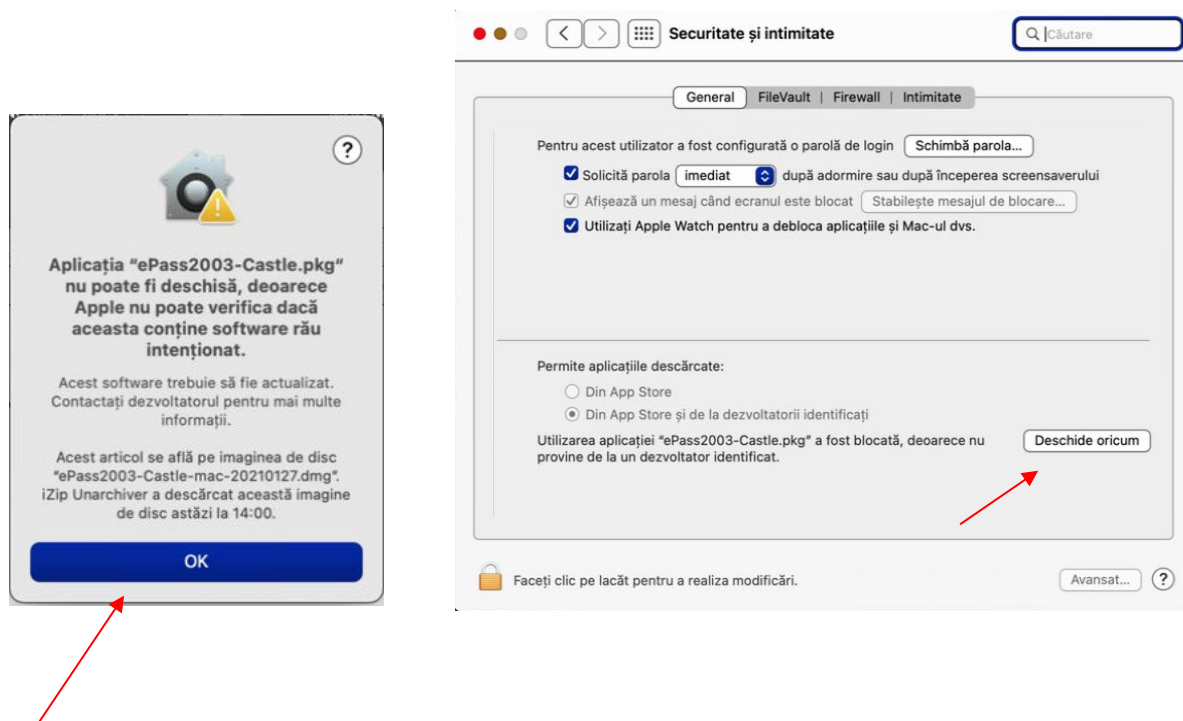 ?
Aplicația “ePass2003-Castle.pkg”
nu poate fi deschisă, deoarece
Apple nu poate verifica dacă
aceasta conține software rău
intenționat.
Acest software trebuie să fie actualizat.
Contactați dezvoltatorul pentru mai multe
informații.
Acest articol se află pe imaginea de disc
“ePass2003-Castle-mac-20210127.dmg”.
iZip Unarchiver a descărcat această imagine
de disc astăzi la 14:00.
OK
Securitate și intimitate
Căutare
General FileVault Firewall Intimitate
Pentru acest utilizator a fost configurată o parolă de login Schimbă parola...
Solicită parola imediat după adormire sau după începerea screensaverului
Afișează un mesaj când ecranul este blocat Stabilește mesajul de blocare...
Utilizați Apple Watch pentru a debloca aplicațiile și Mac-ul dvs.
Permite aplicațiile descărcate:
Din App Store
Din App Store și de la dezvoltatorii identificați
Utilizarea aplicației “ePass2003-Castle.pkg” a fost blocată, deoarece nu Deschide oricum
provine de la un dezvoltator identificat.
Faceți clic pe lacăt pentru a realiza modificări. Avansat... ?